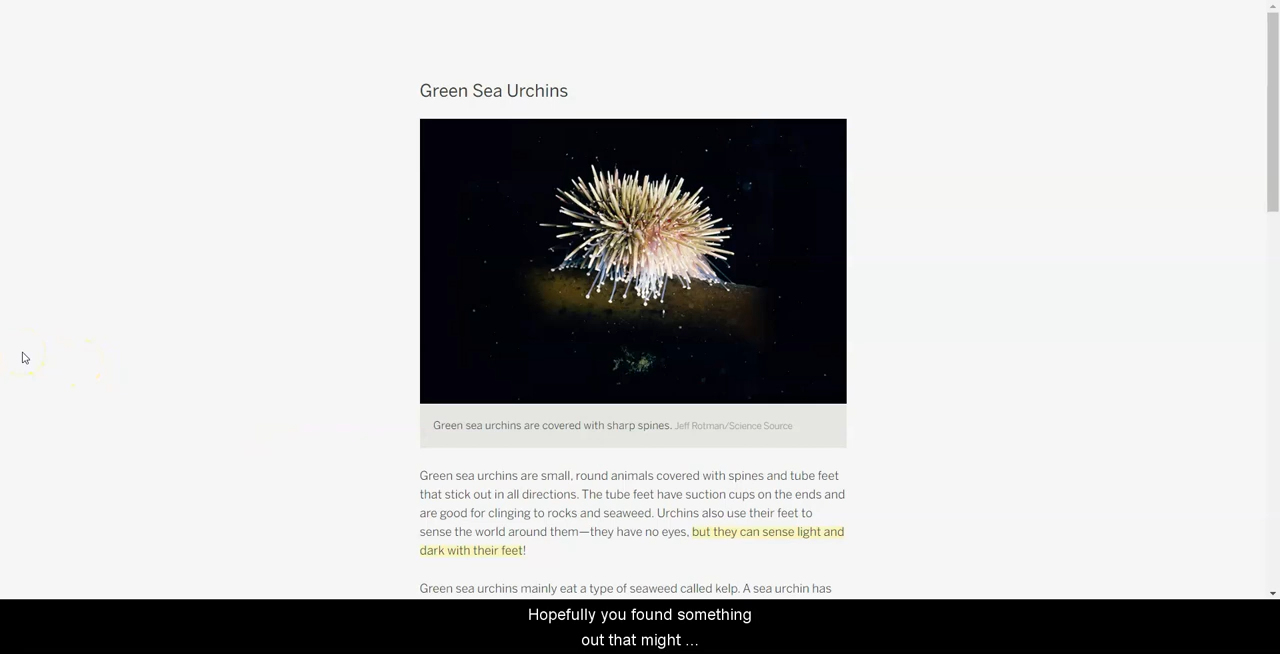 Green Sea Urchins
Green sea urchins are covered with sharp spines. Jeff Rotman/Science Source
Green sea urchins are small, round animals covered with spines and tube feet
that stick out in all directions. The tube feet have suction cups on the ends and
are good for clinging to rocks and seaweed. Urchins also use their feet to
sense the world around them—they have no eyes, but they can sense light and
dark with their feet!
Green sea urchins mainly eat a type of seaweed called kelp. A sea urchin has
Hopefully you found something
out that might ...